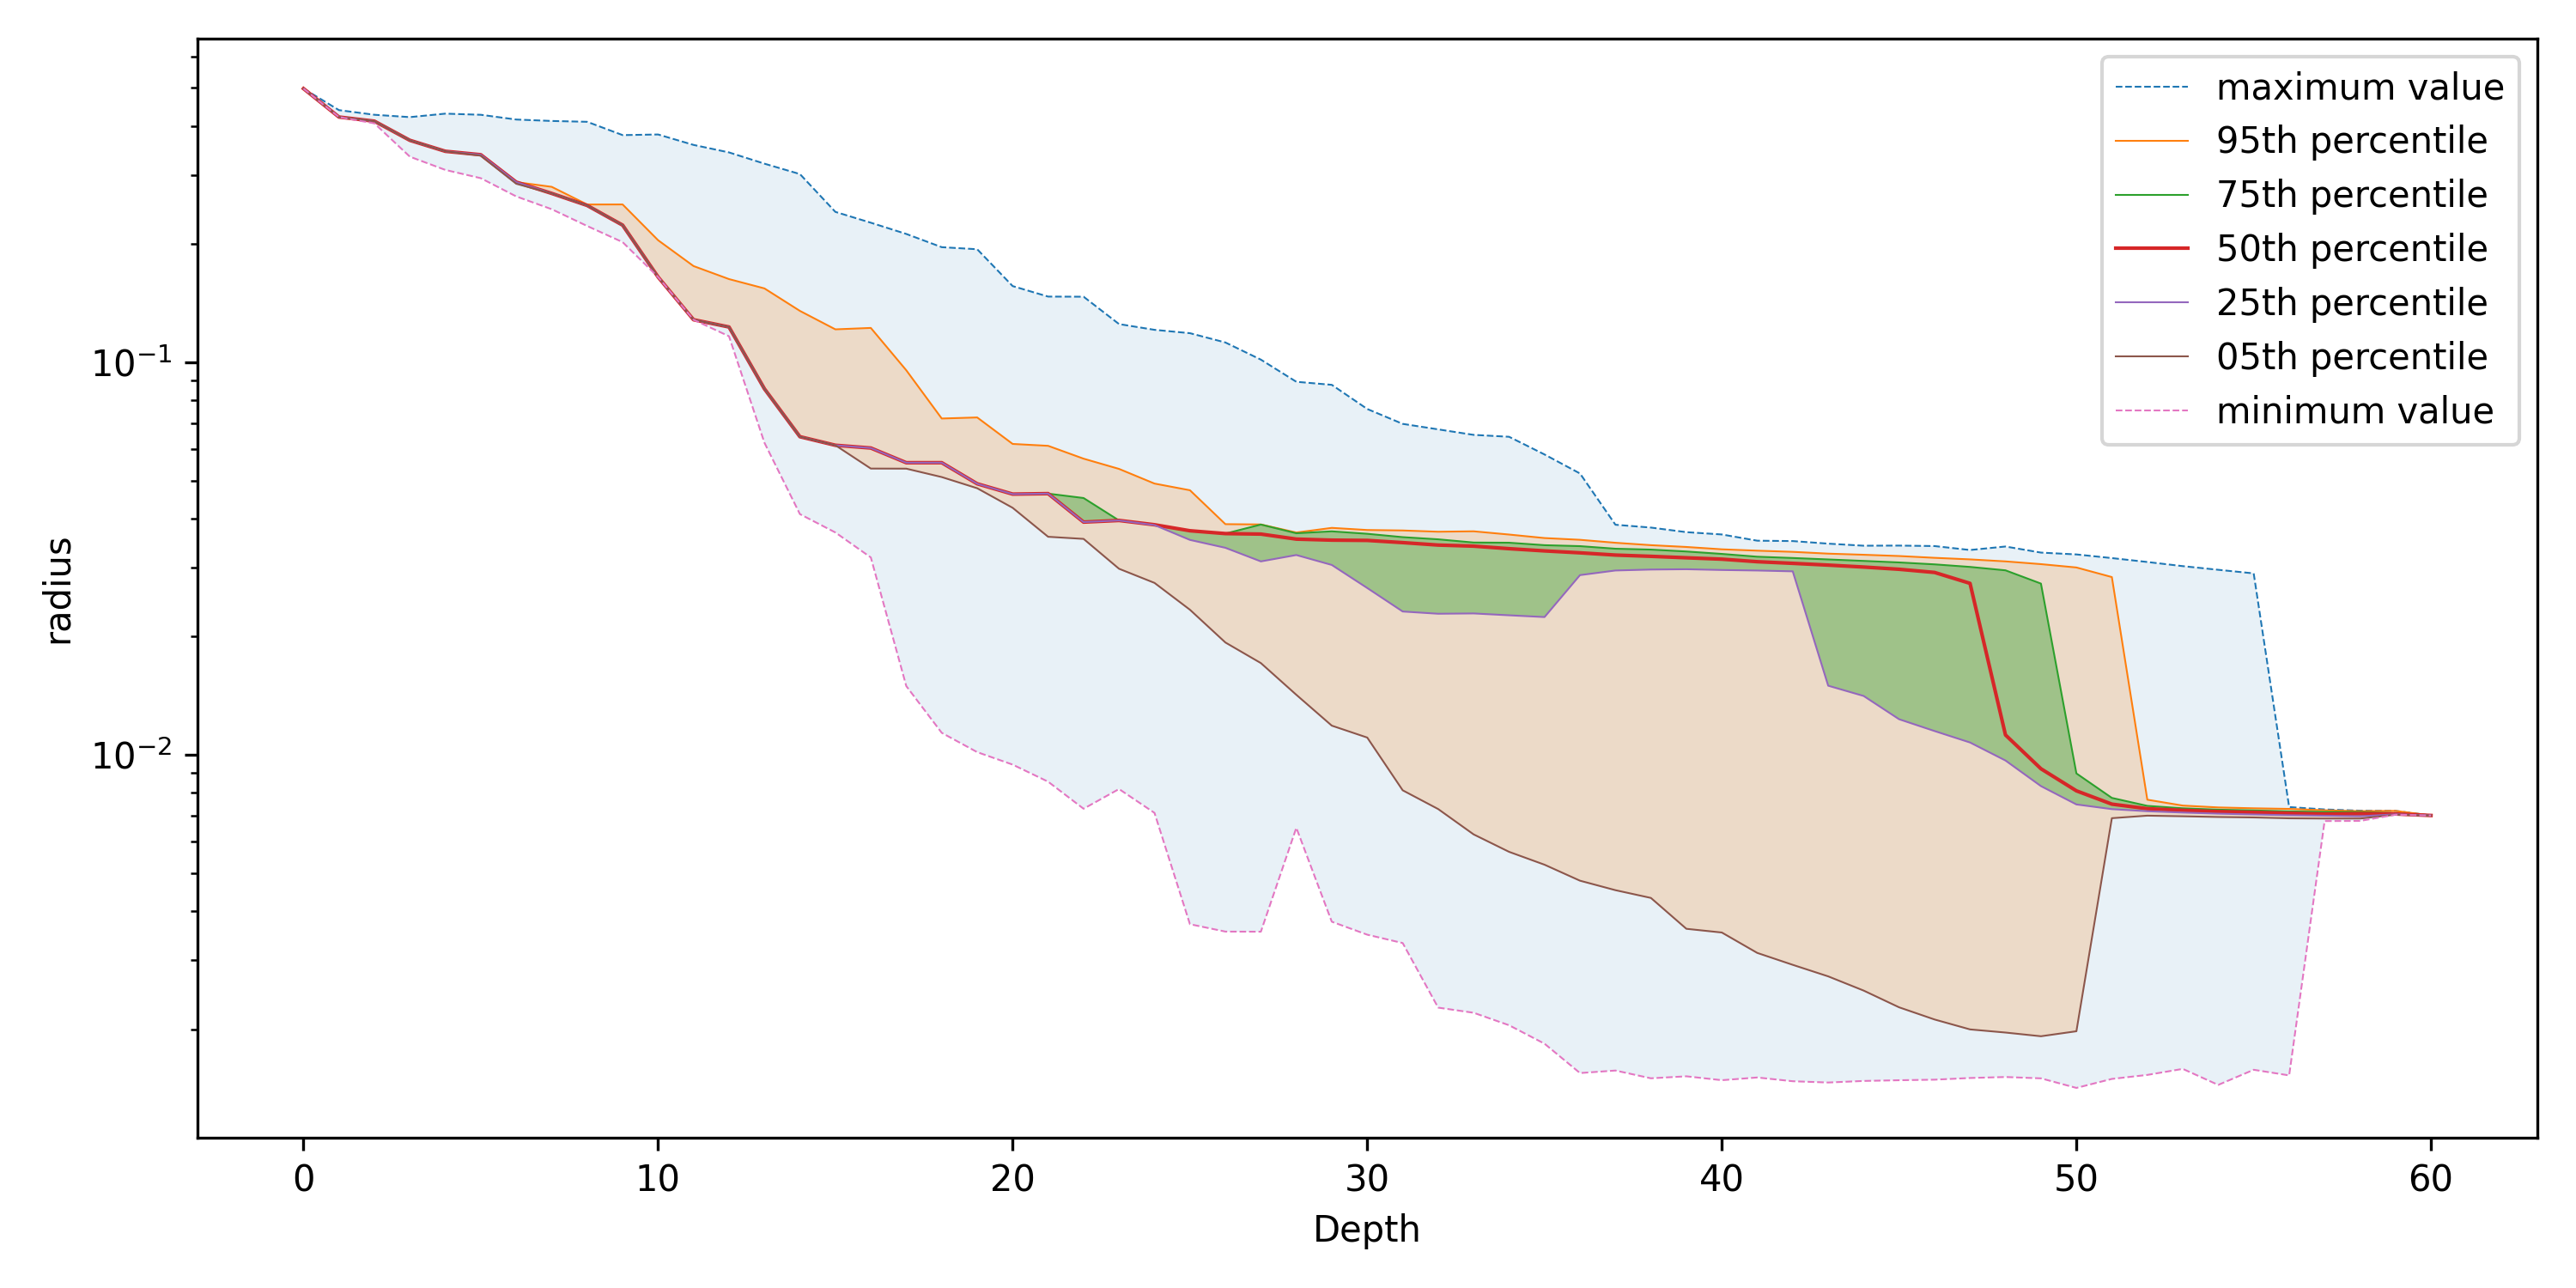 maximum value
95th percentile
75th percentile
50th percentile
25th percentile
05th percentile
minimum value
10⁻¹
10⁻²
radius
0 10 20 30 40 50 60
Depth